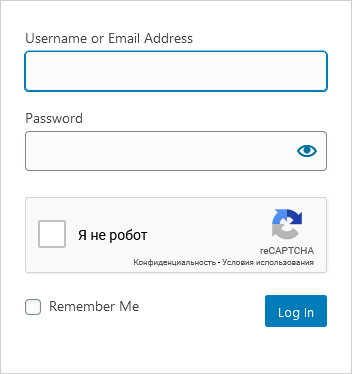 Username or Email Address
Password
Я не робот
reCAPTCHA
Конфиденциальность - Условия использования
Remember Me
Log In